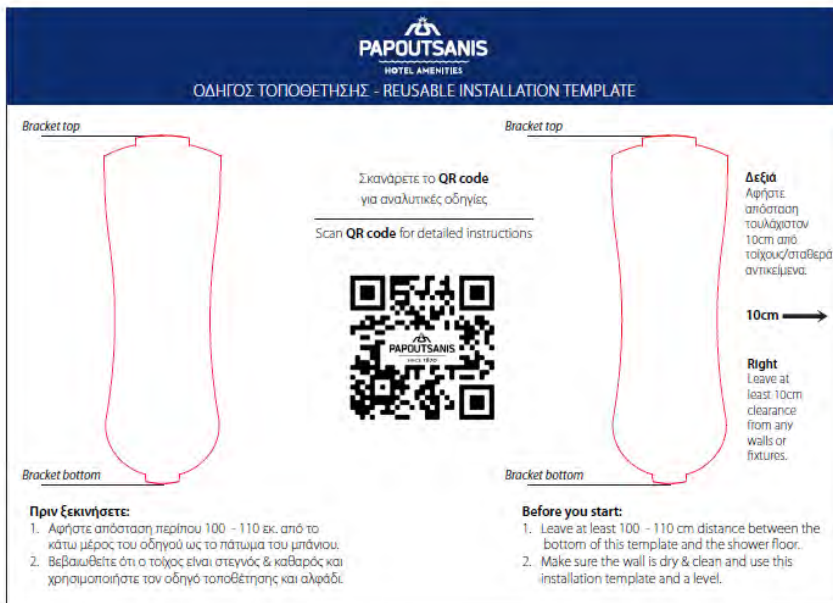 PAPOUTSANIS
HOTEL AMENITIES
ΟΔΗΓΟΣ ΤΟΠΟΘΕΤΗΣΗΣ - REUSABLE INSTALLATION TEMPLATE
Bracket top
Bracket top
Σκανάρετε το QR code
για αναλυτικές οδηγίες
Scan QR code for detailed instructions
PAPOUTSANIS
SINCE 1870
Δεξιά
Αφήστε
απόσταση
τουλάχιστον
10cm από
τοίχους/σταθερά
αντικείμενα.
10cm
Right
Leave at
least 10cm
clearance
from any
walls or
fixtures.
Bracket bottom
Bracket bottom
Πριν ξεκινήσετε:
1. Αφήστε απόσταση περίπου 100 - 110 εκ. από το
κάτω μέρος του οδηγού ως το πάτωμα του μπάνιου.
2. Βεβαιωθείτε ότι ο τοίχος είναι στεγνός & καθαρός και
χρησιμοποιήστε τον οδηγό τοποθέτησης και αλφάδι.
Before you start:
1. Leave at least 100 - 110 cm distance between the
bottom of this template and the shower floor.
2. Make sure the wall is dry & clean and use this
installation template and a level.